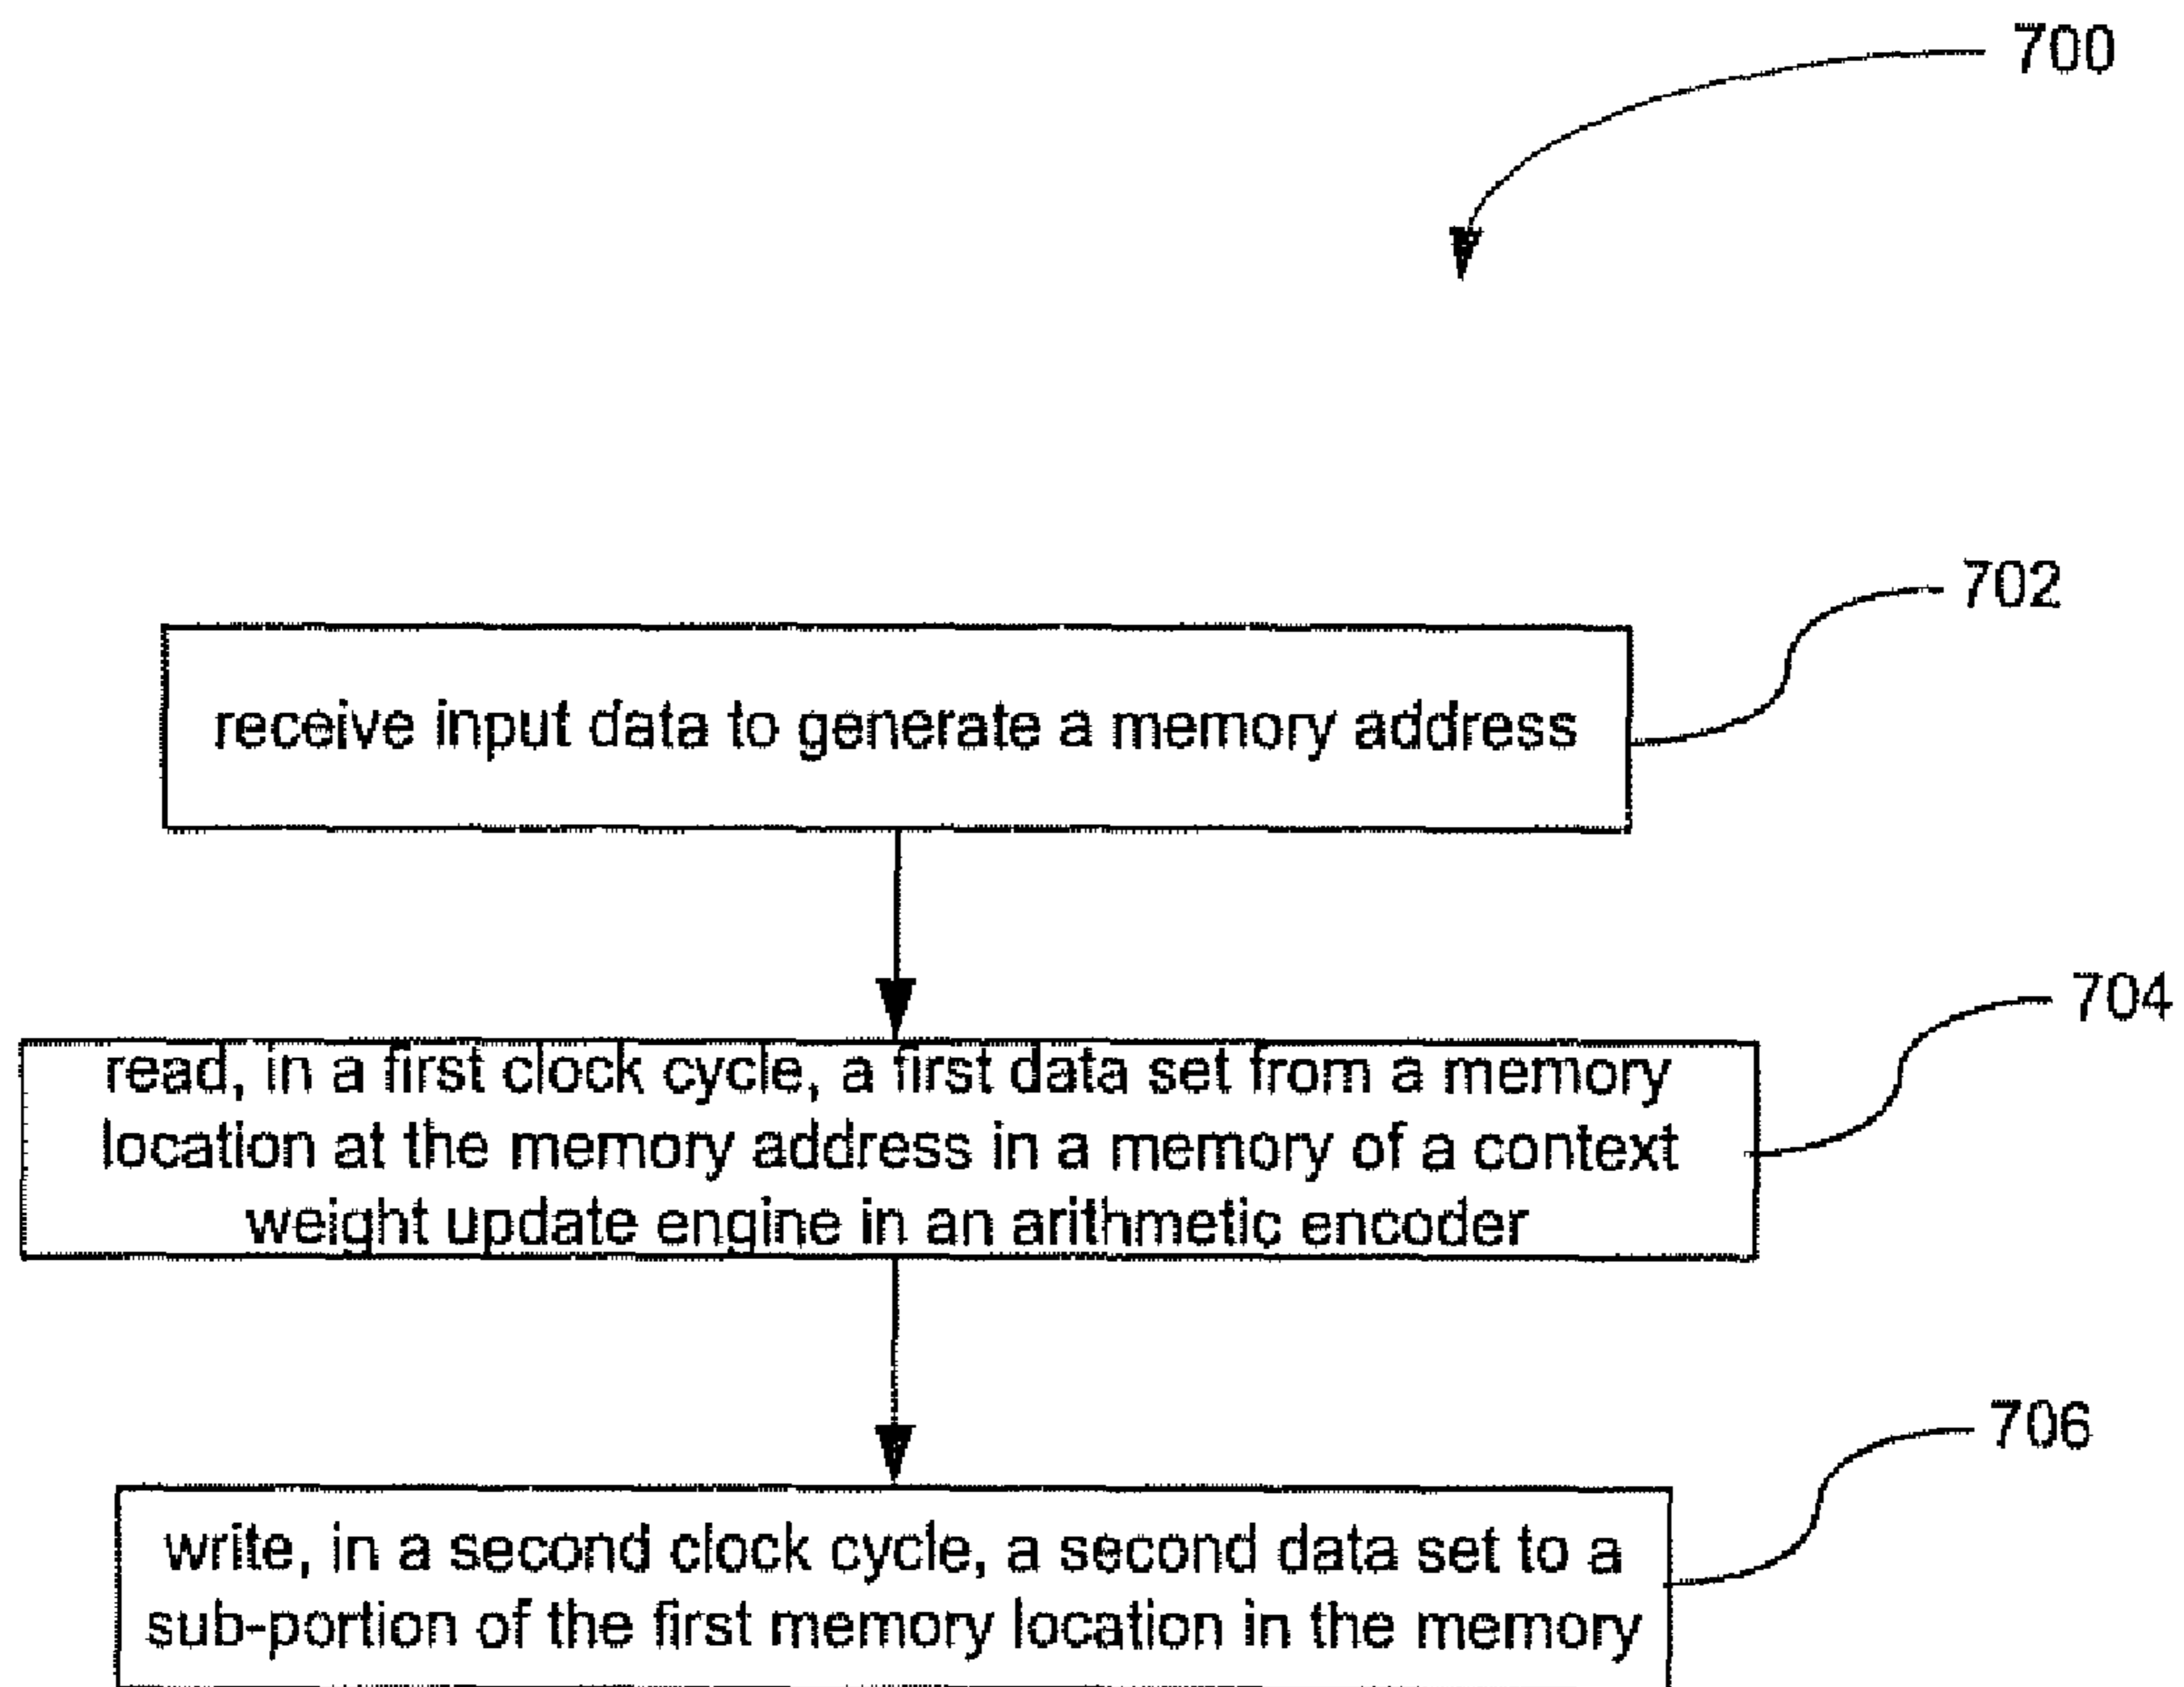 700
702
receive input data to generate a memory address
704
read, in a first clock cycle, a first data set from a memory
location at the memory address in a memory of a context
weight update engine in an arithmetic encoder
706
write, in a second clock cycle, a second data set to a
sub-portion of the first memory location in the memory